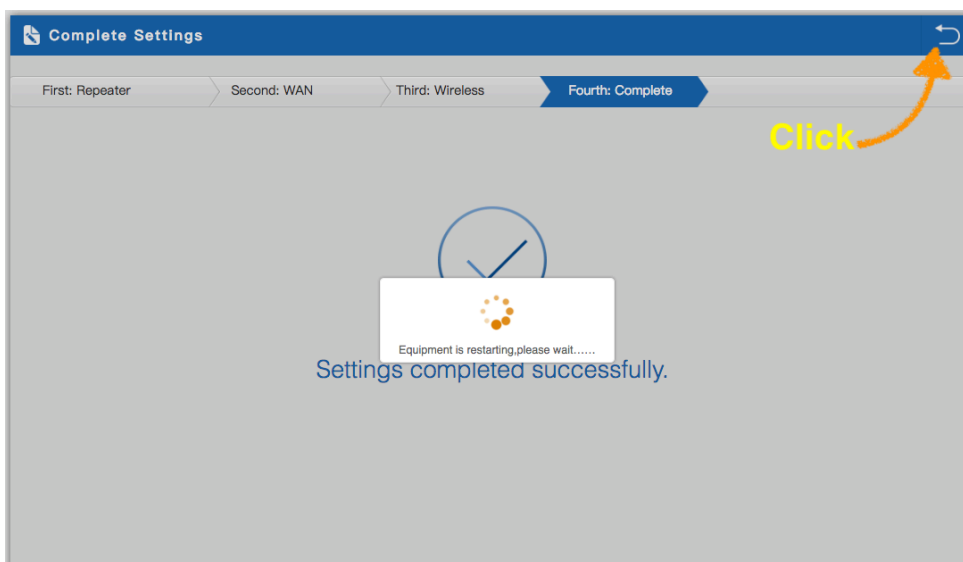 Complete Settings
First: Repeater Second: WAN Third: Wireless Fourth: Complete
Click
Equipment is restarting,please wait......
Settings completed successfully.